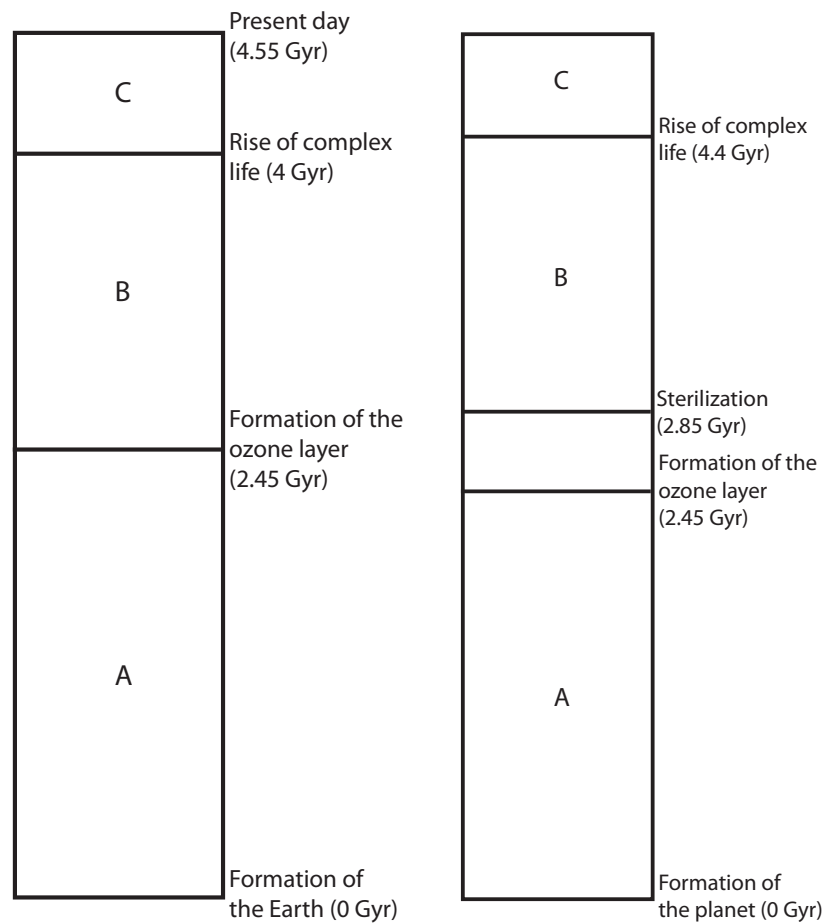 Present day
(4.55 Gyr)
C
Rise of complex
life (4 Gyr)
B
Formation of the
ozone layer
(2.45 Gyr)
A
Formation of
the Earth (0 Gyr)
C
Rise of complex
life (4.4 Gyr)
B
Sterilization
(2.85 Gyr)
Formation of the
ozone layer
(2.45 Gyr)
A
Formation of
the planet (0 Gyr)